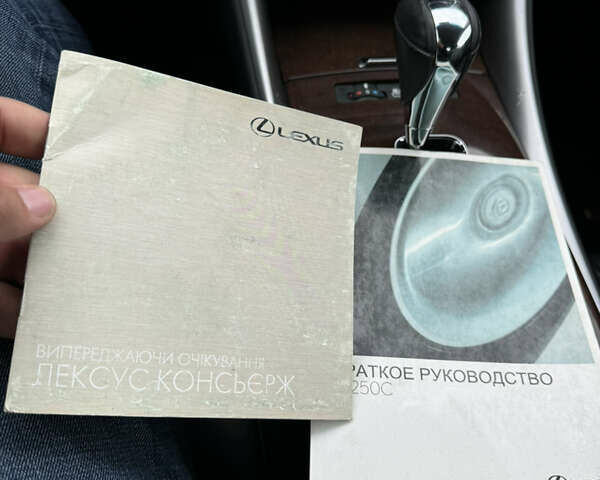 LEXUS
ВИПЕРЕДЖАЮЧИ ОЧІКУВАННЯ
ЛЕКСУС-КОНСЬЄРЖ
РАТКОЕ РУКОВОДСТВО
250C